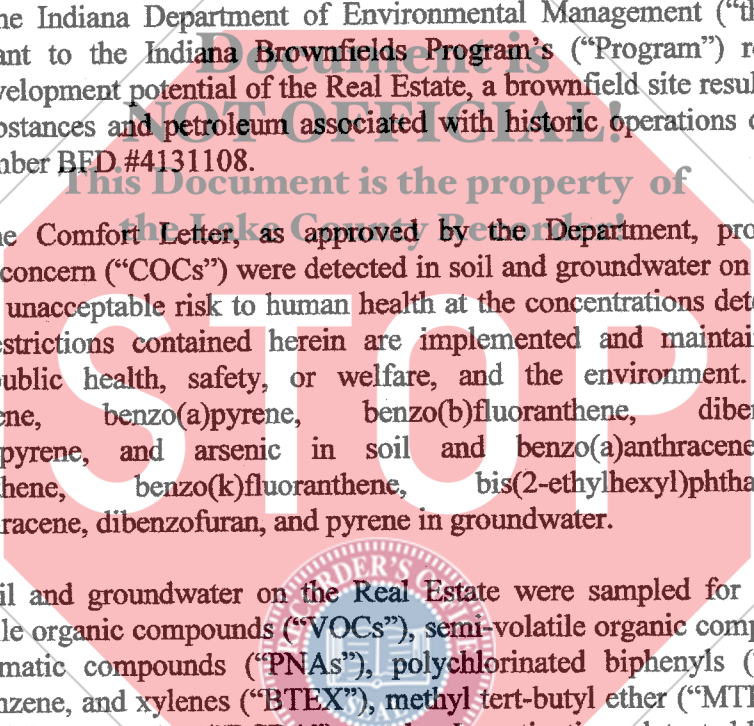 ne Indiana Department of Environmental Management ("th
ant to the Indiana Brownfields Program's ("Program") r
velopment potential of the Real Estate, a brownfield site resul
bstances and petroleum associated with historic operations
nber BFD #4131108.
Document is
NOT OFFICIAL!
This Document is the property of
the Lake County Recorder!
ne Comfort Letter, as approved by the Department, pro
concern ("COCs") were detected in soil and groundwater on
unacceptable risk to human health at the concentrations det
estrictions contained herein are implemented and maintai
public health, safety, or welfare, and the environment.
ene, benzo(a)pyrene, benzo(b)fluoranthene, dibe
pyrene, and arsenic in soil and benzo(a)anthracene
thene, benzo(k)fluoranthene, bis(2-ethylhexyl)phtha
racene, dibenzofuran, and pyrene in groundwater.
STOP
il and groundwater on the Real Estate were sampled for
le organic compounds ("VOCs"), semi-volatile organic comp
matic compounds ("PNAs"), polychlorinated biphenyls (
nzene, and xylenes ("BTEX"), methyl tert-butyl ether ("MT